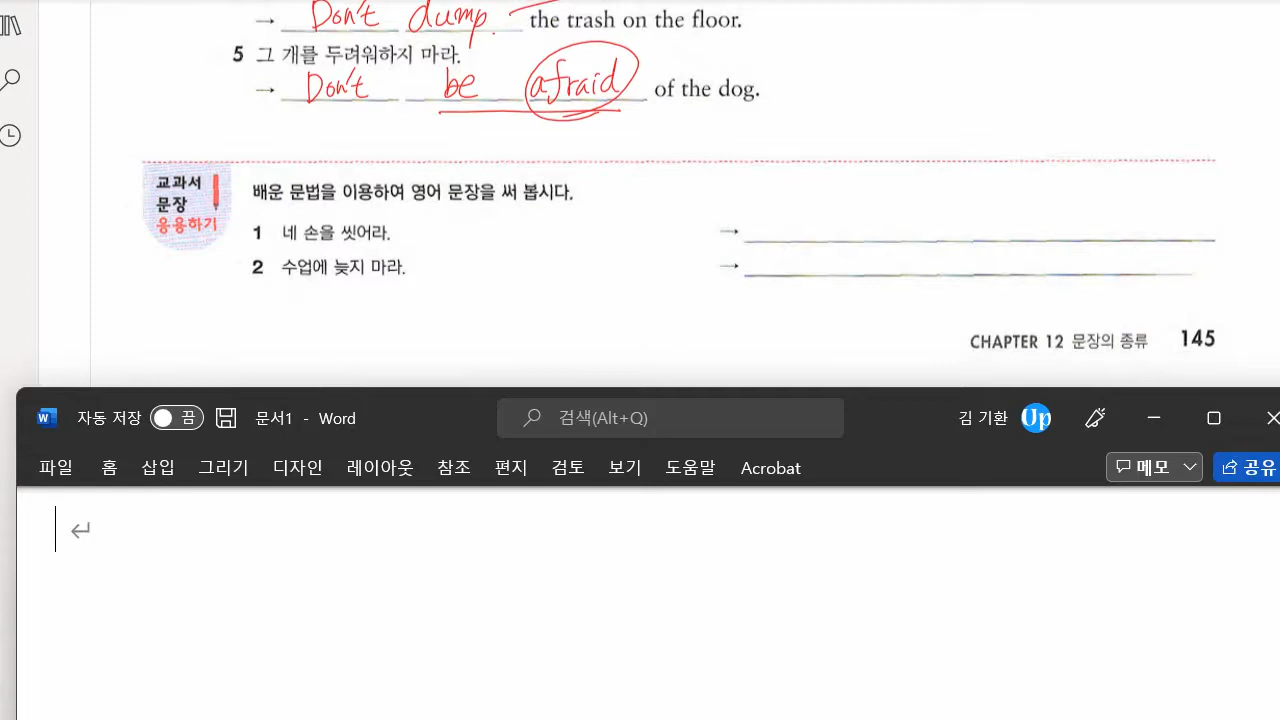 → Don't dump. the trash on the floor.
5 그 개를 두려워하지 마라.
→ Don't be afraid of the dog.
교과서
문장
응용하기
배운 문법을 이용하여 영어 문장을 써 봅시다.
1 네 손을 씻어라. →
2 수업에 늦지 마라. →
CHAPTER 12 문장의 종류 145
W 자동 저장 끔 문서1 - Word 검색(Alt+Q) 김 기환 Up
파일 홈 삽입 그리기 디자인 레이아웃 참조 편지 검토 보기 도움말 Acrobat 메모 공유